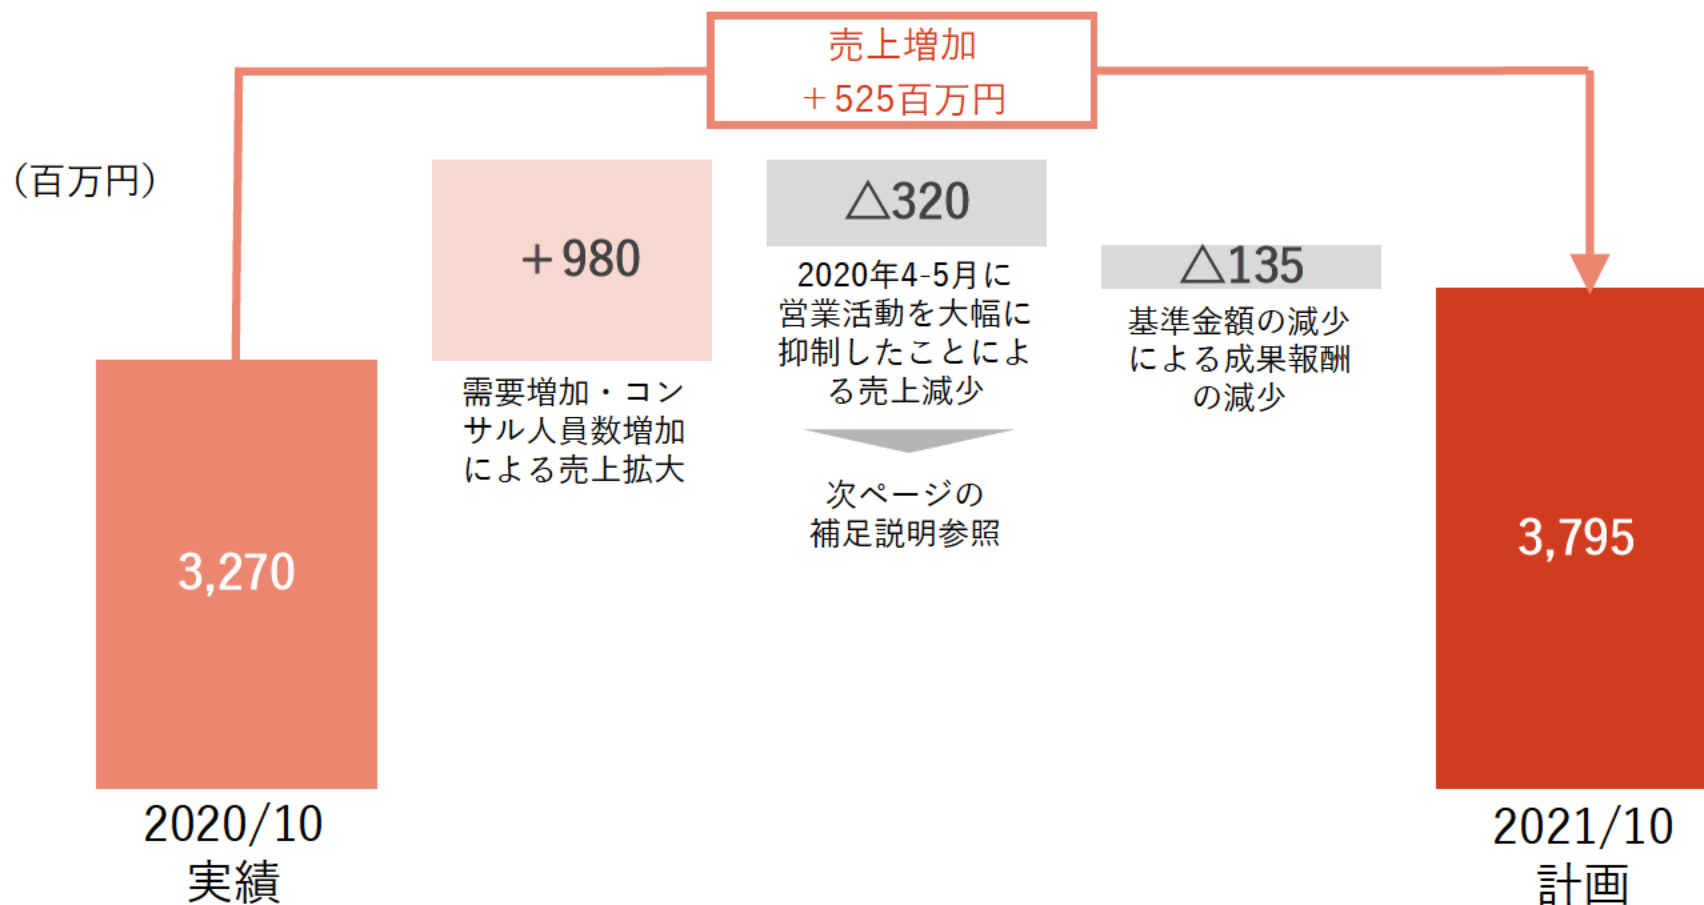 売上増加
＋525百万円
（百万円）
＋980
需要増加・コン
サル人員数増加
による売上拡大
△320
2020年4-5月に
営業活動を大幅に
抑制したことによ
る売上減少
次ページの
補足説明参照
△135
基準金額の減少
による成果報酬
の減少
3,270
2020/10
実績
3,795
2021/10
計画